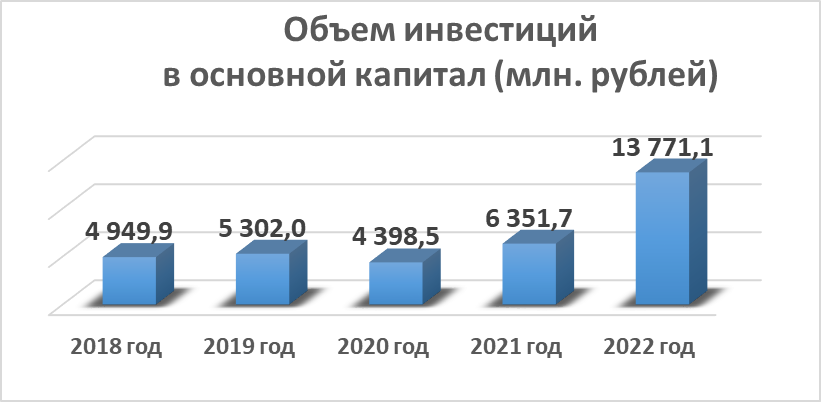 Объем инвестиций
в основной капитал (млн. рублей)
13 771,1
6 351,7
5 302,0
4 949,9
4 398,5
2018 год
2019 год
2020 год
2021 год
2022 год